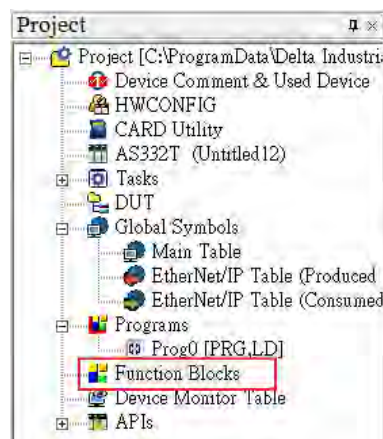 Project
Project [C:\ProgramData\Delta Industri
Device Comment & Used Device
HWCONFIG
CARD Utility
AS332T (Untitled12)
Tasks
DUT
Global Symbols
Main Table
EtherNet/IP Table (Produced
EtherNet/IP Table (Consumed
Programs
Prog0 [PRG,LD]
Function Blocks
Device Monitor Table
APIs